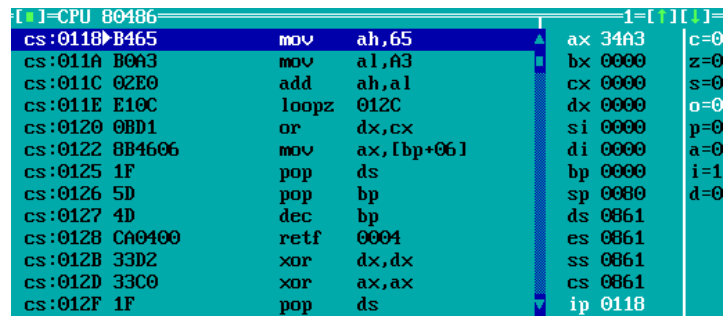 [■]=CPU 80486 1=[↑][↓]
cs:0118►B465 mov ah,65 ax 34A3 c=0
cs:011A B0A3 mov al,A3 bx 0000 z=0
cs:011C 02E0 add ah,al cx 0000 s=0
cs:011E E10C loopz 012C dx 0000 o=0
cs:0120 0BD1 or dx,cx si 0000 p=0
cs:0122 8B4606 mov ax,[bp+06] di 0000 a=0
cs:0125 1F pop ds bp 0000 i=1
cs:0126 5D pop bp sp 0080 d=0
cs:0127 4D dec bp ds 0861
cs:0128 CA0400 retf 0004 es 0861
cs:012B 33D2 xor dx,dx ss 0861
cs:012D 33C0 xor ax,ax cs 0861
cs:012F 1F pop ds ip 0118